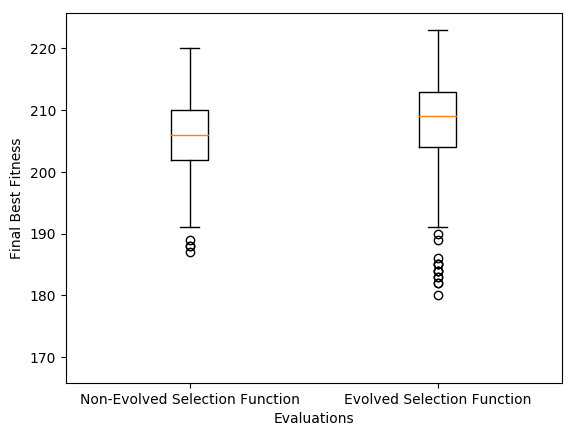 220
210
200
190
180
170
Final Best Fitness
Non-Evolved Selection Function
Evolved Selection Function
Evaluations